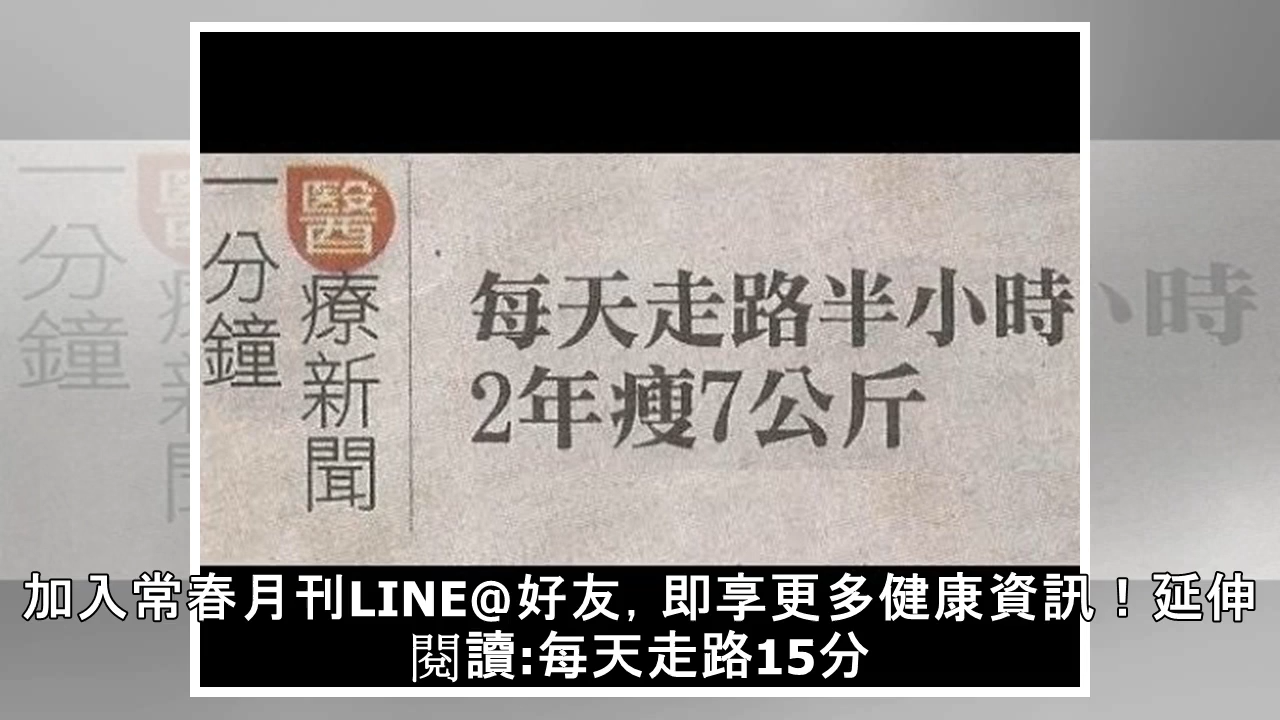 一分鐘
醫療新聞
每天走路半小時
2年瘦7公斤
加入常春月刊LINE@好友, 即享更多健康資訊！延伸
閱讀:每天走路15分